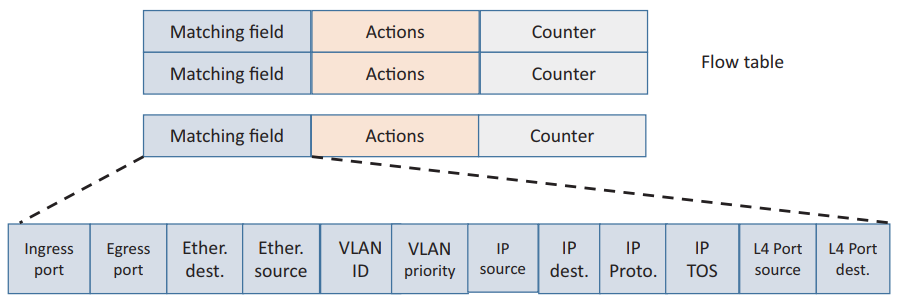 Matching field Actions Counter
Matching field Actions Counter
Flow table
Matching field Actions Counter
Ingress port
Egress port
Ether. dest.
Ether. source
VLAN ID
VLAN priority
IP source
IP dest.
IP Proto.
IP TOS
L4 Port source
L4 Port dest.